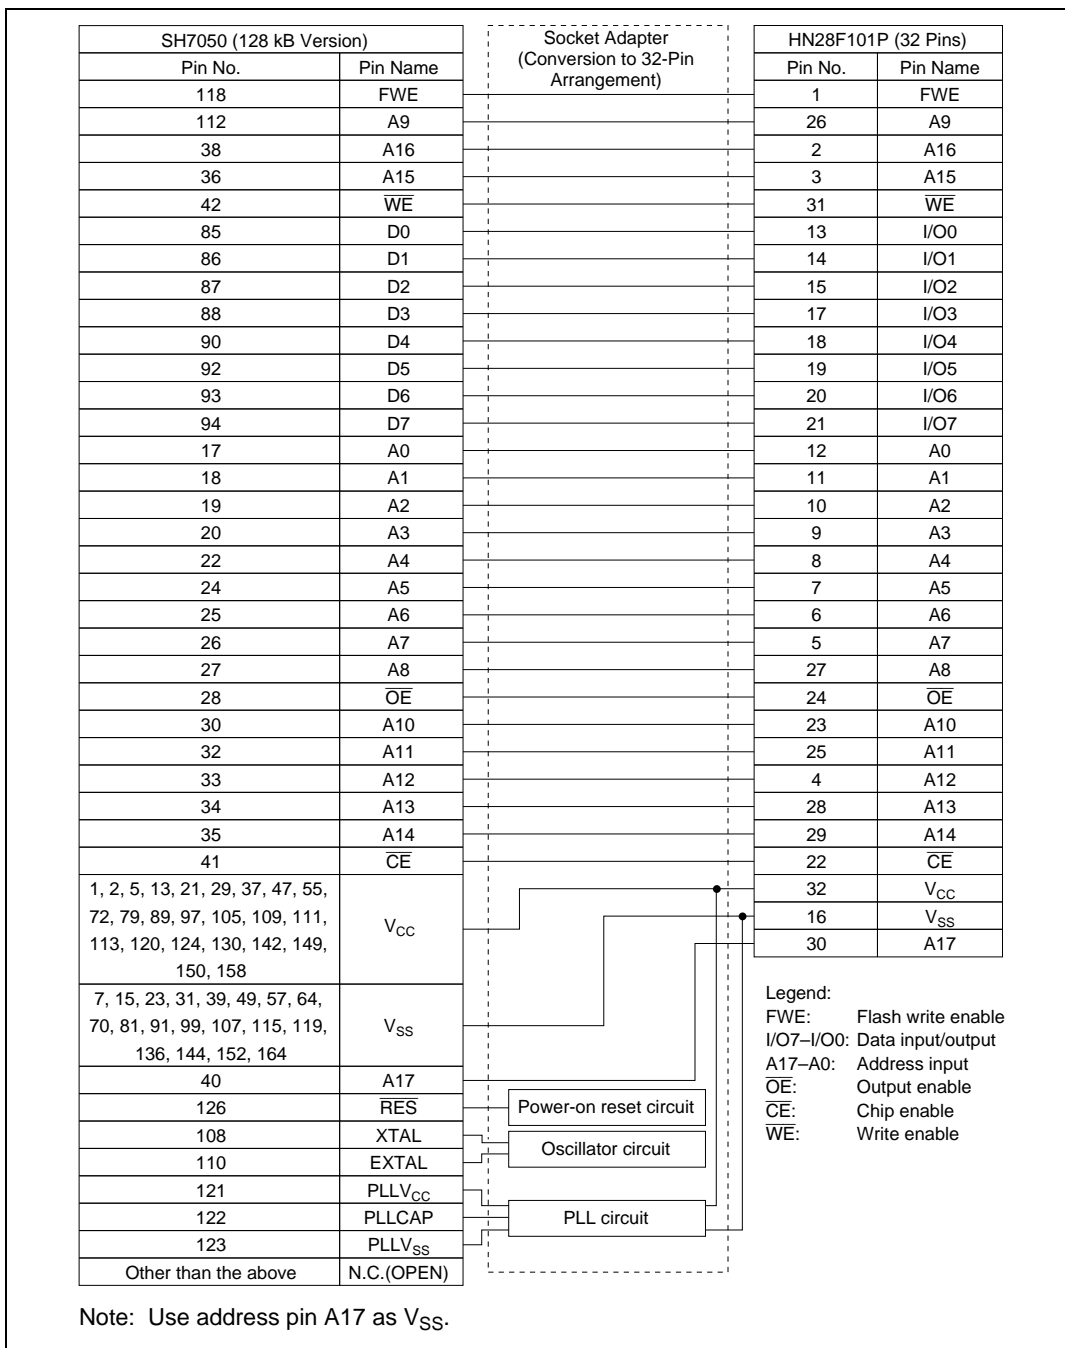 SH7050 (128 kB Version)
Pin No. Pin Name
118 FWE
112 A9
38 A16
36 A15
42 W̅E̅
85 D0
86 D1
87 D2
88 D3
90 D4
92 D5
93 D6
94 D7
17 A0
18 A1
19 A2
20 A3
22 A4
24 A5
25 A6
26 A7
27 A8
28 O̅E̅
30 A10
32 A11
33 A12
34 A13
35 A14
41 C̅E̅
1, 2, 5, 13, 21, 29, 37, 47, 55,
72, 79, 89, 97, 105, 109, 111,
113, 120, 124, 130, 142, 149,
150, 158
VCC
7, 15, 23, 31, 39, 49, 57, 64,
70, 81, 91, 99, 107, 115, 119,
136, 144, 152, 164
VSS
40 A17
126 R̅E̅S̅
108 XTAL
110 EXTAL
121 PLLVCC
122 PLLCAP
123 PLLVSS
Other than the above N.C.(OPEN)
Socket Adapter
(Conversion to 32-Pin
Arrangement)
Power-on reset circuit
Oscillator circuit
PLL circuit
HN28F101P (32 Pins)
Pin No. Pin Name
1 FWE
26 A9
2 A16
3 A15
31 W̅E̅
13 I/O0
14 I/O1
15 I/O2
17 I/O3
18 I/O4
19 I/O5
20 I/O6
21 I/O7
12 A0
11 A1
10 A2
9 A3
8 A4
7 A5
6 A6
5 A7
27 A8
24 O̅E̅
23 A10
25 A11
4 A12
28 A13
29 A14
22 C̅E̅
32 VCC
16 VSS
30 A17
Legend:
FWE: Flash write enable
I/O7–I/O0: Data input/output
A17–A0: Address input
O̅E̅: Output enable
C̅E̅: Chip enable
W̅E̅: Write enable
Note: Use address pin A17 as VSS.